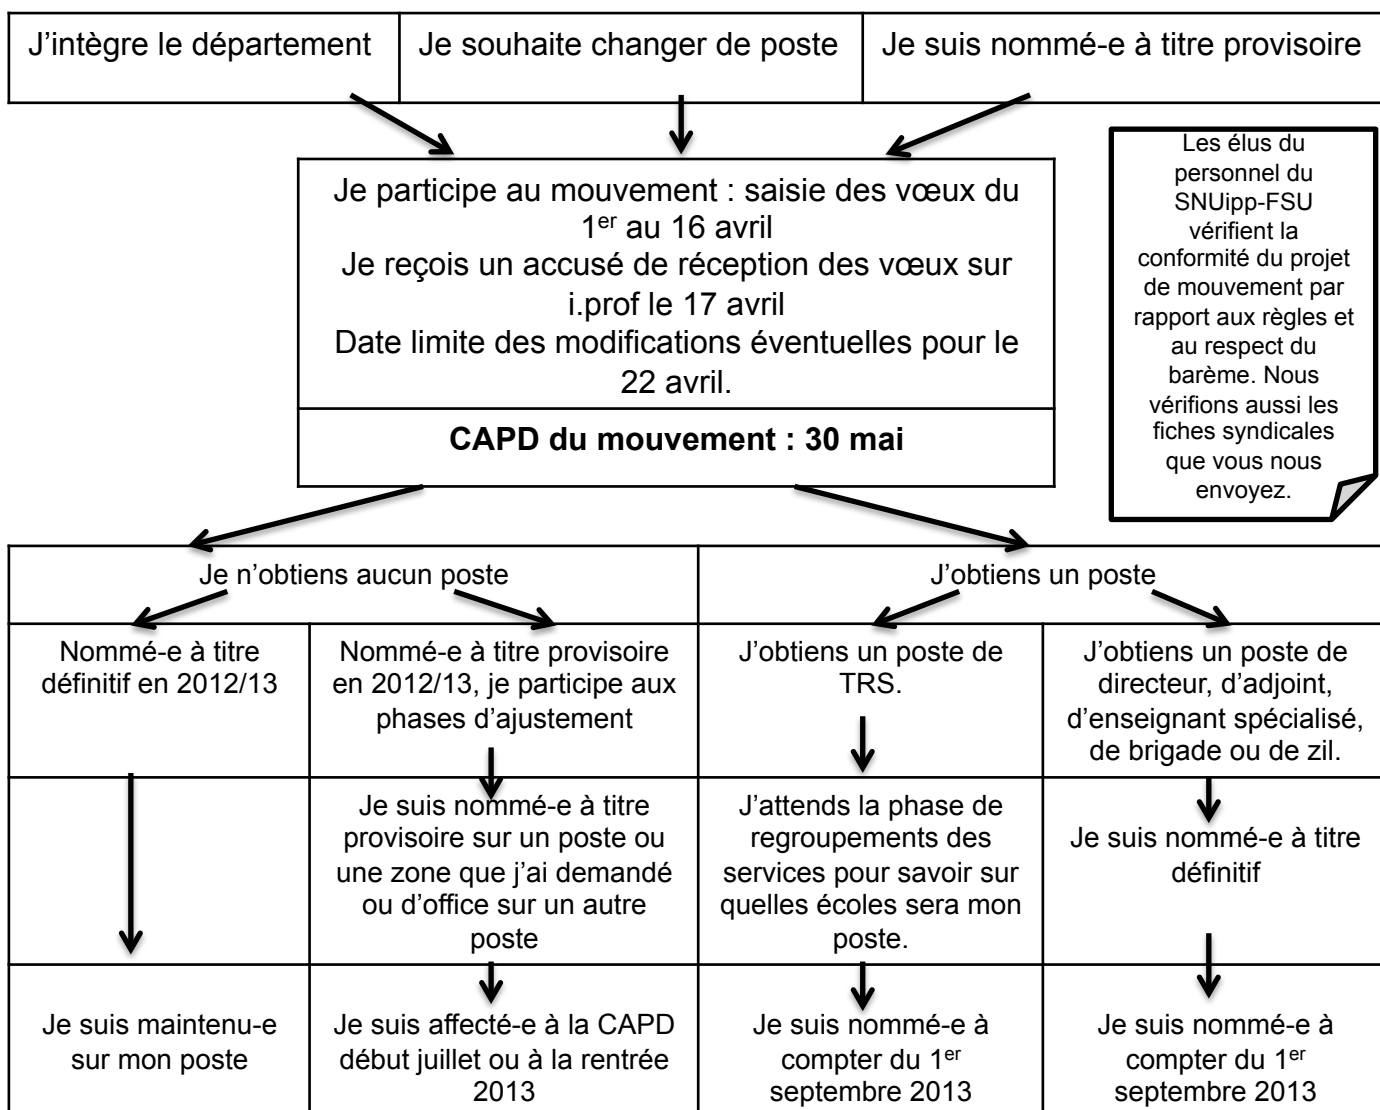 J'intègre le département
Je souhaite changer de poste
Je suis nommé-e à titre provisoire
Je participe au mouvement : saisie des vœux du
1er au 16 avril
Je reçois un accusé de réception des vœux sur
i.prof le 17 avril
Date limite des modifications éventuelles pour le
22 avril.
CAPD du mouvement : 30 mai
Les élus du
personnel du
SNUipp-FSU
vérifient la
conformité du projet
de mouvement par
rapport aux règles et
au respect du
barème. Nous
vérifions aussi les
fiches syndicales
que vous nous
envoyez.
Je n'obtiens aucun poste
J'obtiens un poste
Nommé-e à titre
définitif en 2012/13
Nommé-e à titre provisoire
en 2012/13, je participe aux
phases d'ajustement
J'obtiens un poste de
TRS.
J'obtiens un poste de
directeur, d'adjoint,
d'enseignant spécialisé,
de brigade ou de zil.
Je suis nommé-e à titre
provisoire sur un poste ou
une zone que j'ai demandé
ou d'office sur un autre
poste
J'attends la phase de
regroupements des
services pour savoir sur
quelles écoles sera mon
poste.
Je suis nommé-e à titre
définitif
Je suis maintenu-e
sur mon poste
Je suis affecté-e à la CAPD
début juillet ou à la rentrée
2013
Je suis nommé-e à
compter du 1er
septembre 2013
Je suis nommé-e à
compter du 1er
septembre 2013